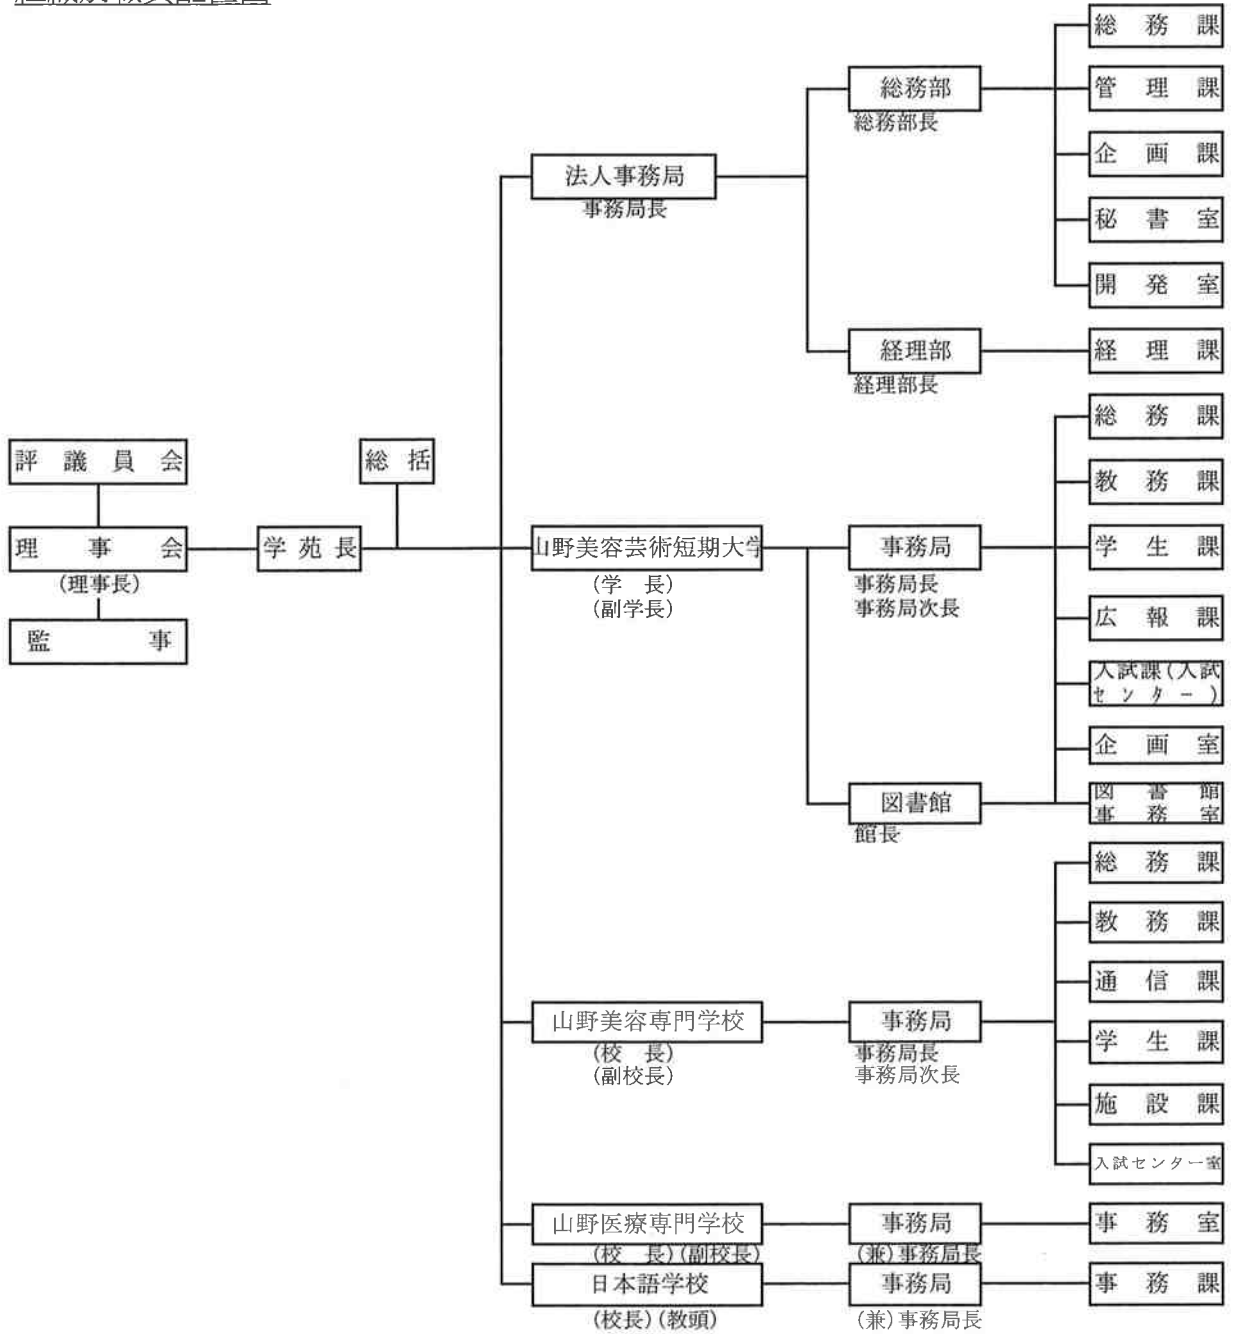 総務課
総務部
管理課
総務部長
企画課
法人事務局
事務局長
秘書室
開発室
経理部
経理課
経理部長
総務課
評議員会
総括
教務課
理事会
(理事長)
学苑長
山野美容芸術短期大学
(学 長)
(副学長)
事務局
事務局長
事務局次長
学生課
監事
広報課
入試課(入試
センター)
企画室
図書館
館長
図書館
事務室
総務課
教務課
通信課
山野美容専門学校
(校 長)
(副校長)
事務局
事務局長
事務局次長
学生課
施設課
入試センター室
山野医療専門学校
(校 長)(副校長)
事務局
(兼)事務局長
事務室
日本語学校
(校長)(教頭)
事務局
(兼)事務局長
事務課